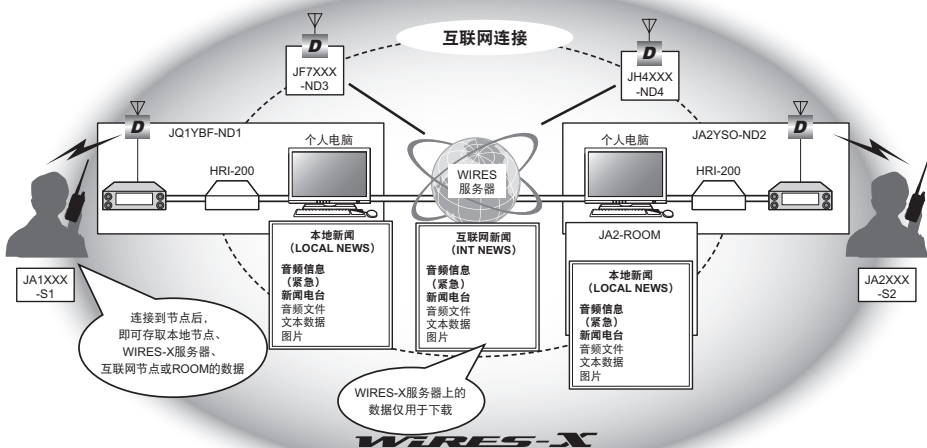 互联网连接
D
JF7XXX
-ND3
D
JH4XXX
-ND4
D
JQ1YBF-ND1
个人电脑
HRI-200
WIRES
服务器
个人电脑
JA2YSO-ND2
D
HRI-200
JA1XXX
-S1
JA2XXX
-S2
本地新闻
（LOCAL NEWS）
音频信息
（紧急）
新闻电台
音频文件
文本数据
图片
互联网新闻
（INT NEWS）
音频信息
（紧急）
新闻电台
音频文件
文本数据
图片
JA2-ROOM
本地新闻
（LOCAL NEWS）
音频信息
（紧急）
新闻电台
音频文件
文本数据
图片
连接到节点后，
即可存取本地节点、
WIRES-X服务器、
互联网节点或ROOM的数据
WIRES-X服务器上的
数据仅用于下载
WiRES-X